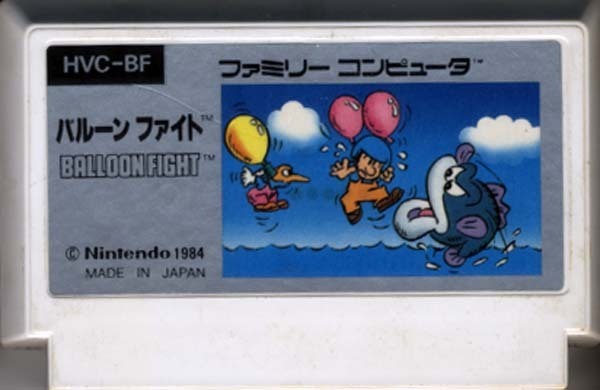 HVC-BF
ファミリー コンピュータ™
バルーン ファイト™
BALLOON FIGHT™
© Nintendo 1984
MADE IN JAPAN